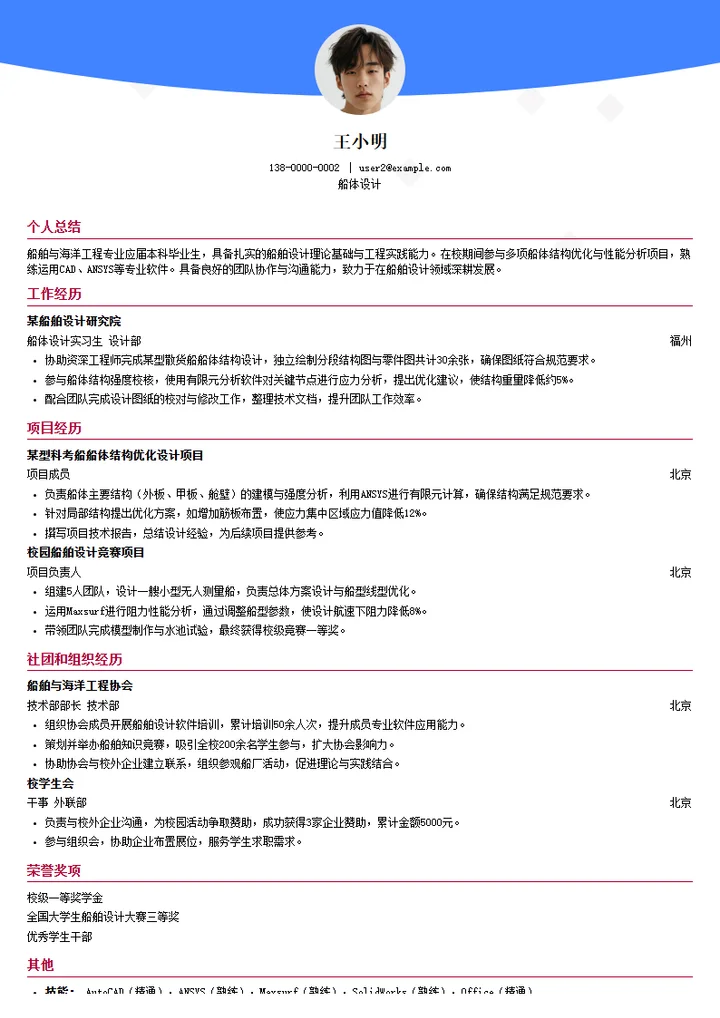 王小明
138-0000-0002 | user2@example.com
船体设计
个人总结
船舶与海洋工程专业应届本科毕业生，具备扎实的船舶设计理论基础与工程实践能力。在校期间参与多项船体结构优化与性能分析项目，熟
练运用CAD、ANSYS等专业软件。具备良好的团队协作与沟通能力，致力于在船舶设计领域深耕发展。
工作经历
某船舶设计研究院
船体设计实习生 设计部 福州
• 协助资深工程师完成某型散货船船体结构设计，独立绘制分段结构图与零件图共计30余张，确保图纸符合规范要求。
• 参与船体结构强度校核，使用有限元分析软件对关键节点进行应力分析，提出优化建议，使结构重量降低约5%。
• 配合团队完成设计图纸的校对与修改工作，整理技术文档，提升团队工作效率。
项目经历
某型科考船船体结构优化设计项目
项目成员 北京
• 负责船体主要结构（外板、甲板、舱壁）的建模与强度分析，利用ANSYS进行有限元计算，确保结构满足规范要求。
• 针对局部结构提出优化方案，如增加筋板布置，使应力集中区域应力值降低12%。
• 撰写项目技术报告，总结设计经验，为后续项目提供参考。
校园船舶设计竞赛项目
项目负责人 北京
• 组建5人团队，设计一艘小型无人测量船，负责总体方案设计与船型线型优化。
• 运用Maxsurf进行阻力性能分析，通过调整船型参数，使设计航速下阻力降低8%。
• 带领团队完成模型制作与水池试验，最终获得校级竞赛一等奖。
社团和组织经历
船舶与海洋工程协会
技术部部长 技术部 北京
• 组织协会成员开展船舶设计软件培训，累计培训50余人次，提升成员专业软件应用能力。
• 策划并举办船舶知识竞赛，吸引全校200余名学生参与，扩大协会影响力。
• 协助协会与校外企业建立联系，组织参观船厂活动，促进理论与实践结合。
校学生会
干事 外联部 北京
• 负责与校外企业沟通，为校园活动争取赞助，成功获得3家企业赞助，累计金额5000元。
• 参与组织会，协助企业布置展位，服务学生求职需求。
荣誉奖项
校级一等奖学金
全国大学生船舶设计大赛三等奖
优秀学生干部
其他
• 技能： AutoCAD（精通）· ANSYS（熟练）· Maxsurf（熟练）· SolidWorks（熟练）· Office（精通）